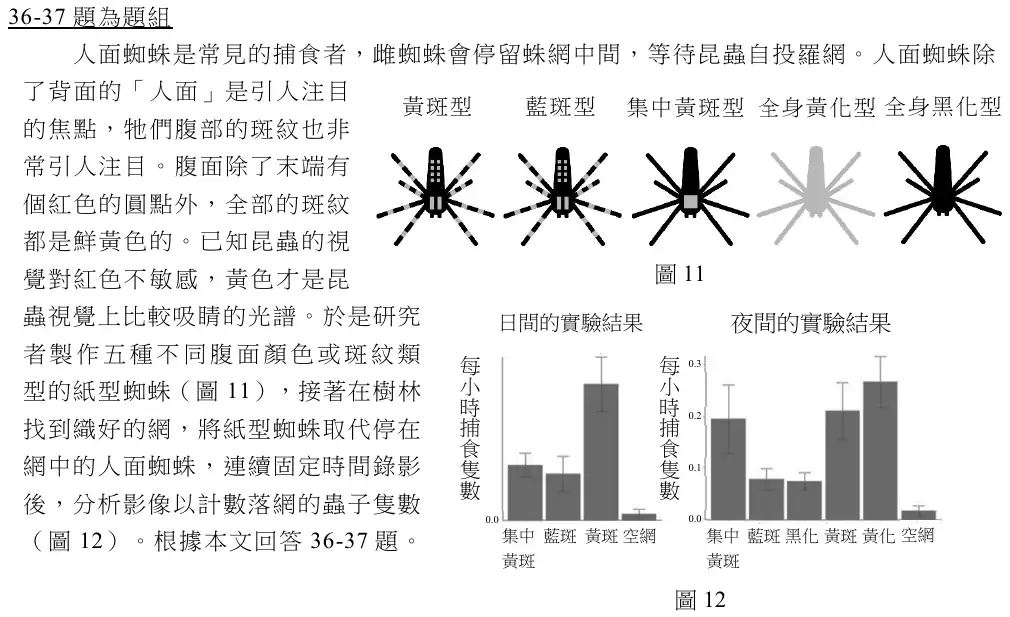 36-37 題為題組
人面蜘蛛是常見的捕食者，雌蜘蛛會停留蛛網中間，等待昆蟲自投羅網。人面蜘蛛除
了背面的「人面」是引人注目
的焦點，牠們腹部的斑紋也非
常引人注目。腹面除了末端有
個紅色的圓點外，全部的斑紋
都是鮮黃色的。已知昆蟲的視
覺對紅色不敏感，黃色才是昆
蟲視覺上比較吸睛的光譜。於是研究
者製作五種不同腹面顏色或斑紋類
型的紙型蜘蛛（圖 11），接著在樹林
找到織好的網，將紙型蜘蛛取代停在
網中的人面蜘蛛，連續固定時間錄影
後，分析影像以計數落網的蟲子隻數
（圖 12）。根據本文回答 36-37 題。
黃斑型 藍斑型 集中黃斑型 全身黃化型 全身黑化型
圖 11
日間的實驗結果
每小時捕食隻數
0.0
集中黃斑 藍斑 黃斑 空網
夜間的實驗結果
每小時捕食隻數
0.3
0.2
0.1
0.0
集中黃斑 藍斑 黑化 黃斑 黃化 空網
圖 12